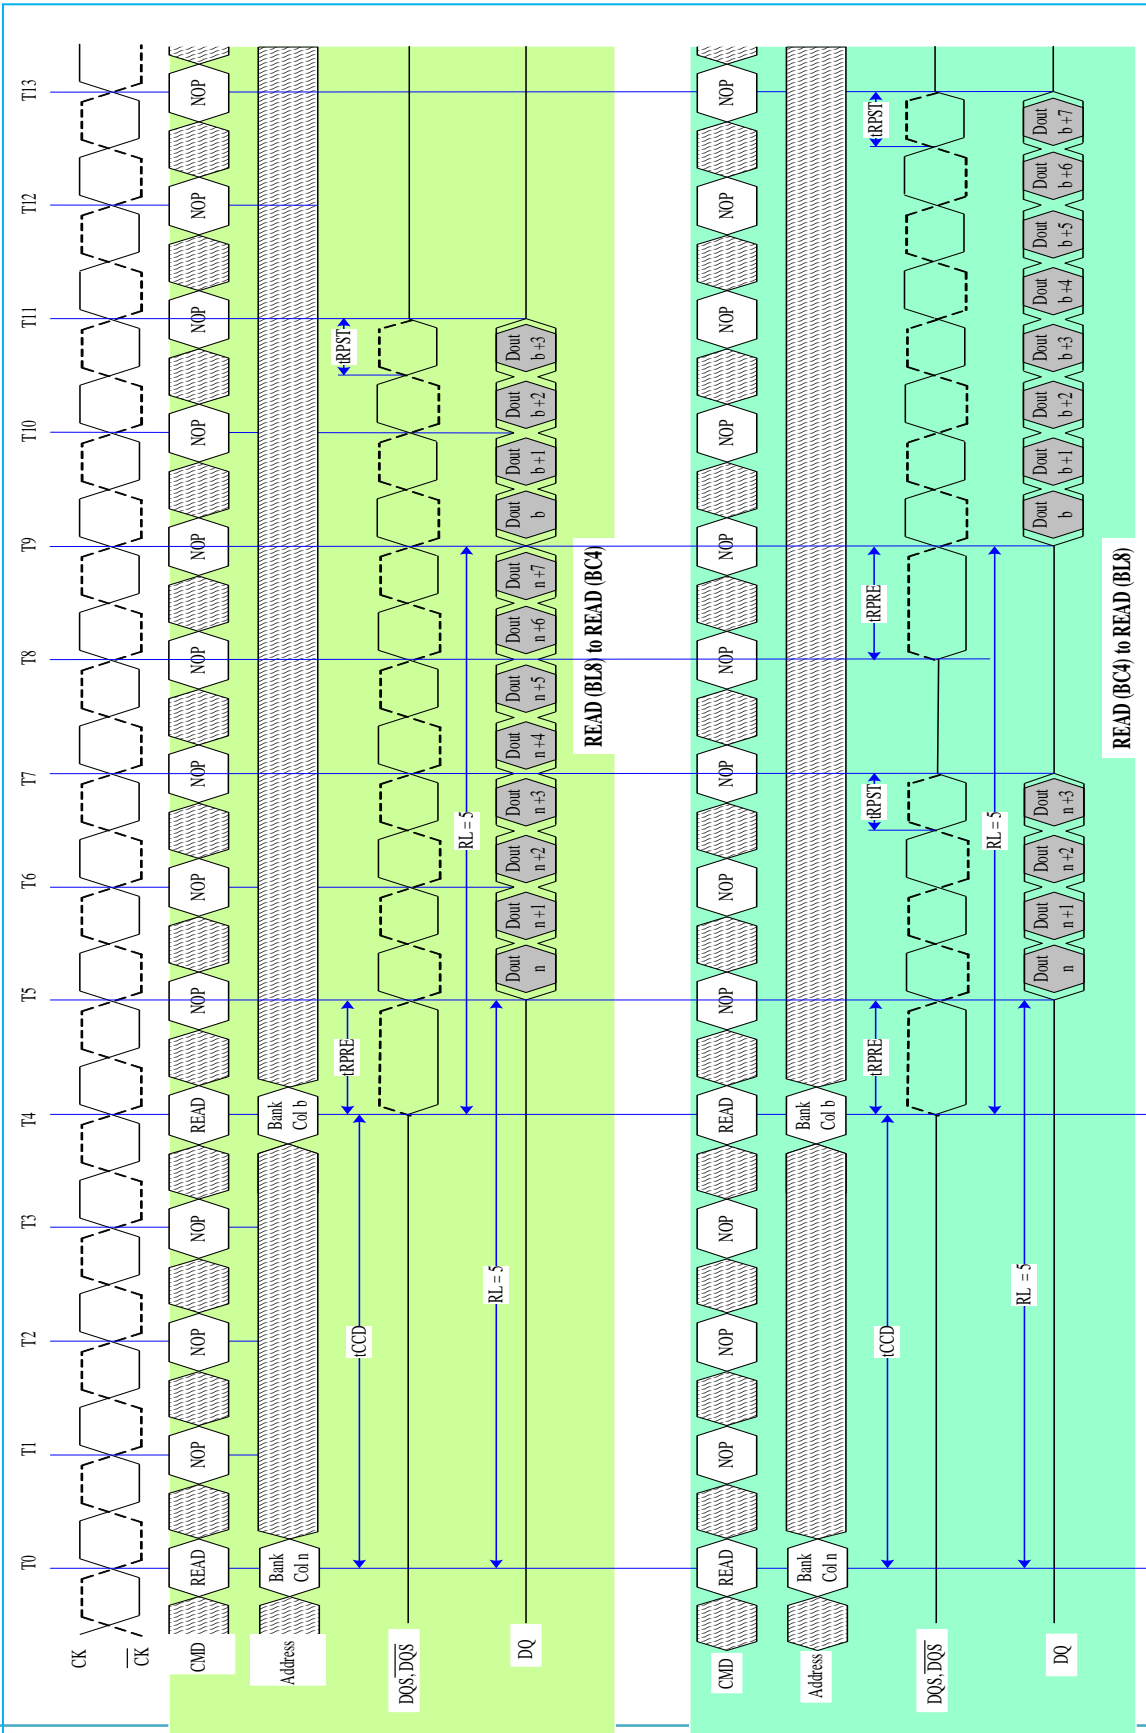 T0 T1 T2 T3 T4 T5 T6 T7 T8 T9 T10 T11 T12 T13
CK
CK
CMD READ NOP NOP NOP READ NOP NOP NOP NOP NOP NOP NOP NOP NOP
Address Bank Col n Bank Col b
tCCD tRPRE tRPST
DQS, DQS
RL = 5
RL = 5
DQ Dout n Dout n+1 Dout n+2 Dout n+3 Dout n+4 Dout n+5 Dout n+6 Dout n+7 Dout b Dout b+1 Dout b+2 Dout b+3
READ (BL8) to READ (BC4)
CMD READ NOP NOP NOP READ NOP NOP NOP NOP NOP NOP NOP NOP NOP
Address Bank Col n Bank Col b
tCCD tRPRE tRPST tRPRE tRPST
DQS, DQS
RL = 5
RL = 5
DQ Dout n Dout n+1 Dout n+2 Dout n+3 Dout b Dout b+1 Dout b+2 Dout b+3 Dout b+4 Dout b+5 Dout b+6 Dout b+7
READ (BC4) to READ (BL8)